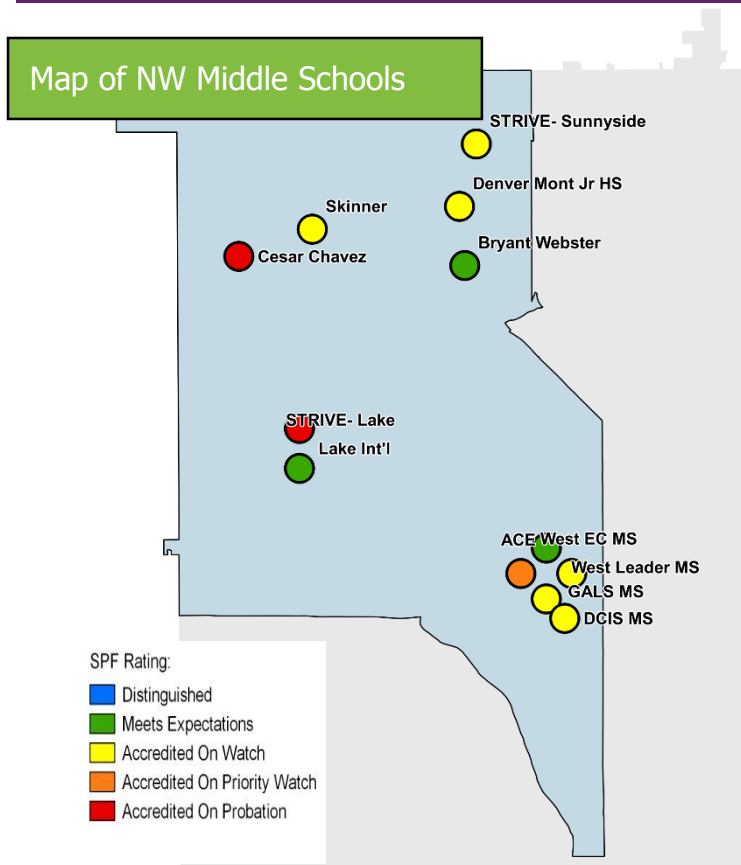 Map of NW Middle Schools
STRIVE- Sunnyside
Denver Mont Jr HS
Skinner
Bryant Webster
Cesar Chavez
STRIVE- Lake
Lake Int'l
ACE West EC MS
West Leader MS
GALS MS
DCIS MS
SPF Rating:
Distinguished
Meets Expectations
Accredited On Watch
Accredited On Priority Watch
Accredited On Probation